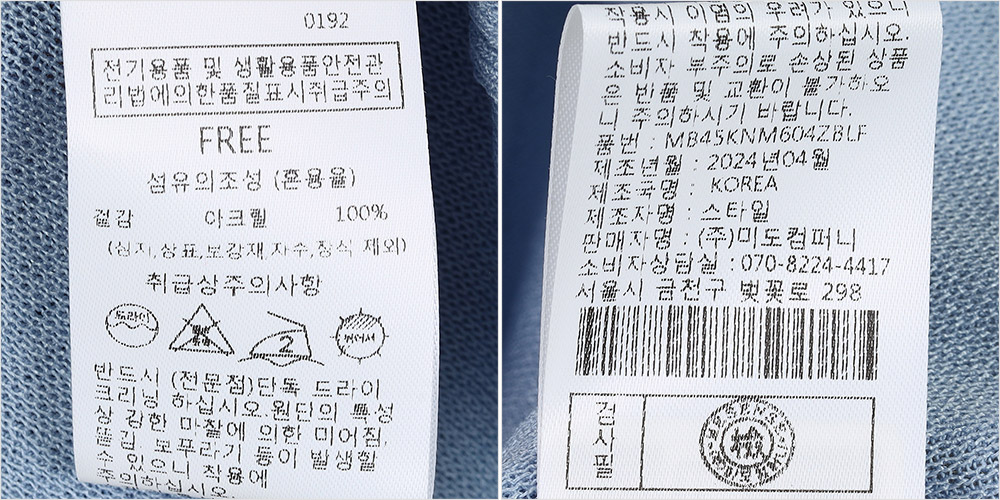 0192
전기용품 및 생활용품안전관
리법에의한품질표시취급주의
FREE
섬유의조성 (혼용율)
겉감 아크릴 100%
(심지,상표,보강재,자수,장식 제외)
취급상주의사항
드라이
2
반드시 (전문점)단독 드라이
크리닝 하십시오.원단의 특성
상 강한 마찰에 의한 미어짐,
뜯김, 보푸라기 등이 발생할
수 있으니 착용에
주의하십시오.
착용시 이염의 우려가 있으니
반드시 착용에 주의하십시오.
소비자 부주의로 손상된 상품
은 반품 및 교환이 불가하오
니 주의하시기 바랍니다.
품번 : MB45KNM604ZBLF
제조년월 : 2024년04월
제조국명 : KOREA
제조자명 : 스타일
판매자명 : (주)미도컴퍼니
소비자상담실 :070-8224-4417
서울시 금천구 벚꽃로 298
검
사
필